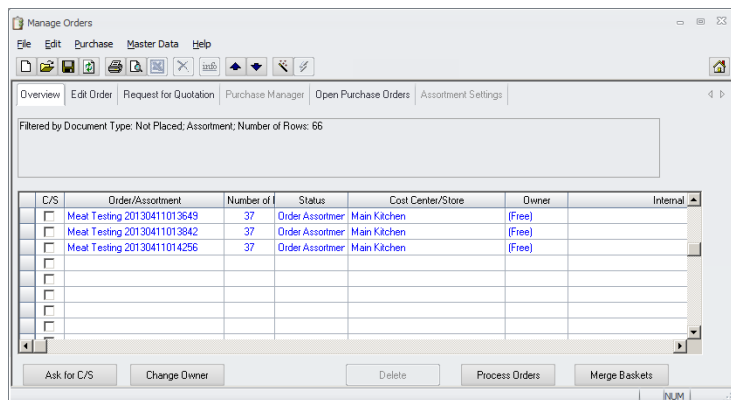 Manage Orders
File Edit Purchase Master Data Help
info
Overview Edit Order Request for Quotation Purchase Manager Open Purchase Orders Assortment Settings
Filtered by Document Type: Not Placed; Assortment; Number of Rows: 66
C/S Order/Assortment Number of I Status Cost Center/Store Owner Internal
Meat Testing 20130411013649 37 Order Assortmer Main Kitchen (Free)
Meat Testing 20130411013842 37 Order Assortmer Main Kitchen (Free)
Meat Testing 20130411014256 37 Order Assortmer Main Kitchen (Free)
Ask for C/S Change Owner Delete Process Orders Merge Baskets
NUM